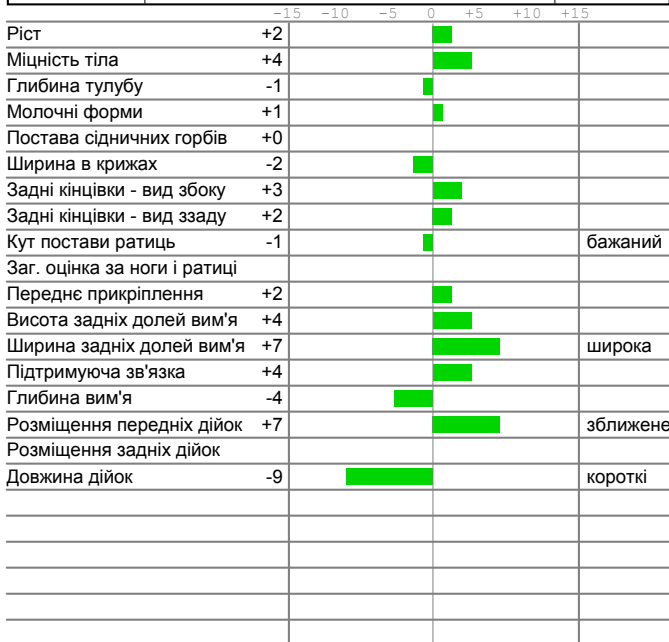 -15 -10 -5 0 +5 +10 +15
Ріст +2
Міцність тіла +4
Глибина тулубу -1
Молочні форми +1
Постава сідничних горбів +0
Ширина в крижах -2
Задні кінцівки - вид збоку +3
Задні кінцівки - вид ззаду +2
Кут постави ратиць -1 бажаний
Заг. оцінка за ноги і ратиці
Переднє прикріплення +2
Висота задніх долей вим'я +4
Ширина задніх долей вим'я +7 широка
Підтримуюча зв'язка +4
Глибина вим'я -4
Розміщення передніх дійок +7 зближене
Розміщення задніх дійок
Довжина дійок -9 короткі